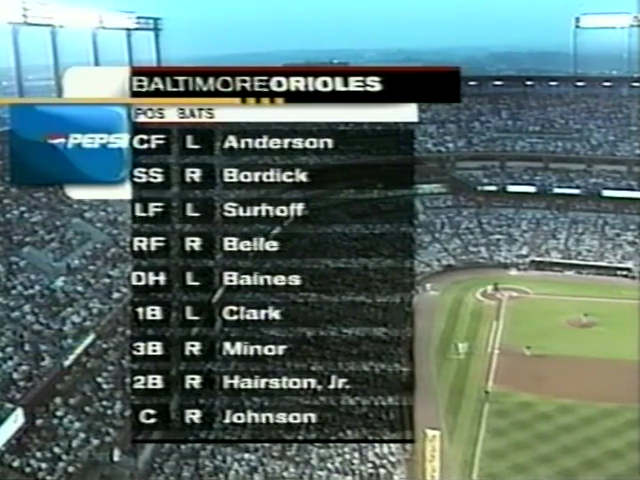 BALTIMOREORIOLES
POS BATS
PEPSI
CF L Anderson
SS R Bordick
LF L Surhoff
RF R Belle
DH L Baines
1B L Clark
3B R Minor
2B R Hairston, Jr.
C R Johnson